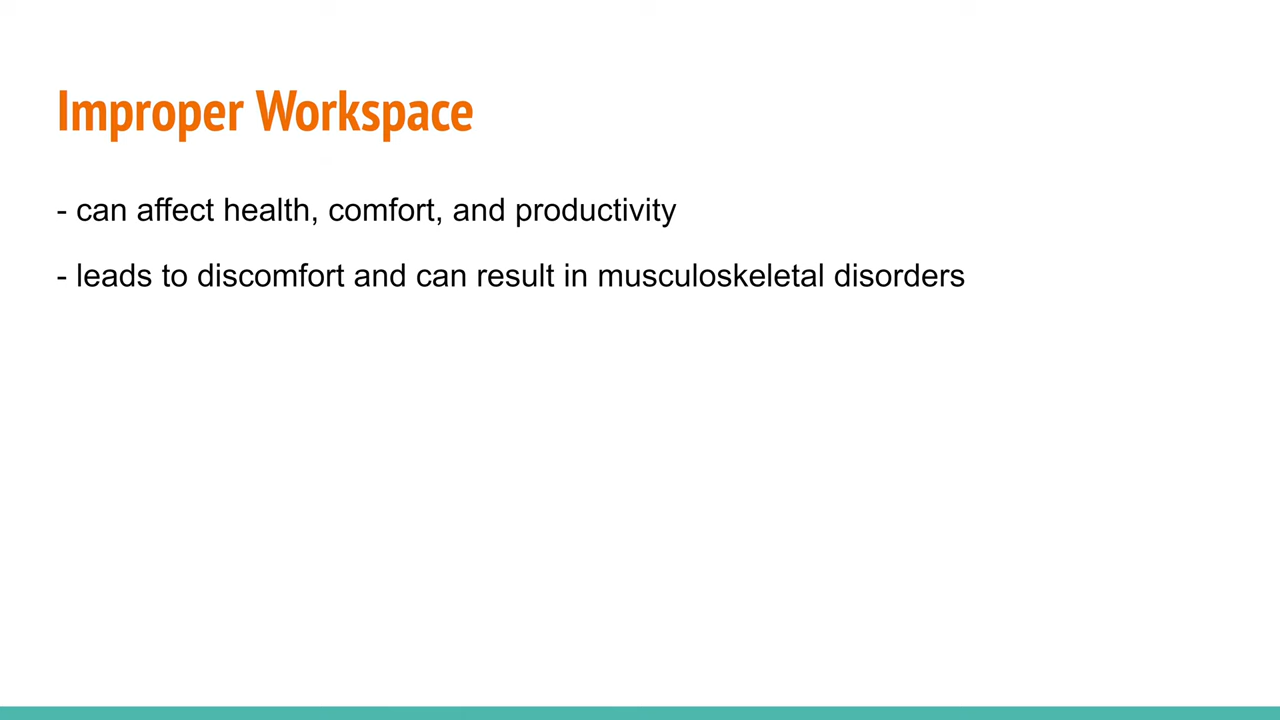 Improper Workspace
- can affect health, comfort, and productivity
- leads to discomfort and can result in musculoskeletal disorders